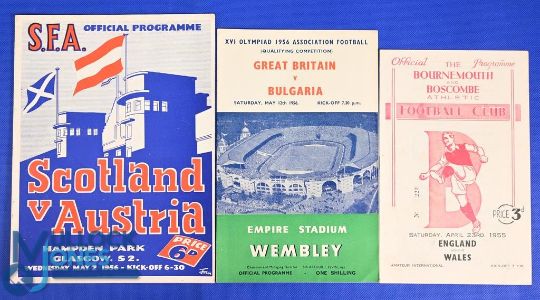 S.F.A. OFFICIAL PROGRAMME
Scotland
v Austria
HAMPDEN PARK
GLASGOW. S.2.
WEDNESDAY MAY 2 1956 - KICK-OFF 6-30
PRICE
6D
XVI OLYMPIAD 1956 ASSOCIATION FOOTBALL
(QUALIFYING COMPETITION)
GREAT BRITAIN
v
BULGARIA
SATURDAY, MAY 12th 1956 KICK-OFF 7.30 p.m.
EMPIRE STADIUM
WEMBLEY
OFFICIAL PROGRAMME - ONE SHILLING
Official THE Programme
BOURNEMOUTH
AND
BOSCOMBE
ATHLETIC
FOOTBALL CLUB
B
PRICE 3d
SATURDAY, APRIL 23rd, 1955
ENGLAND
WALES
AMATEUR INTERNATIONAL